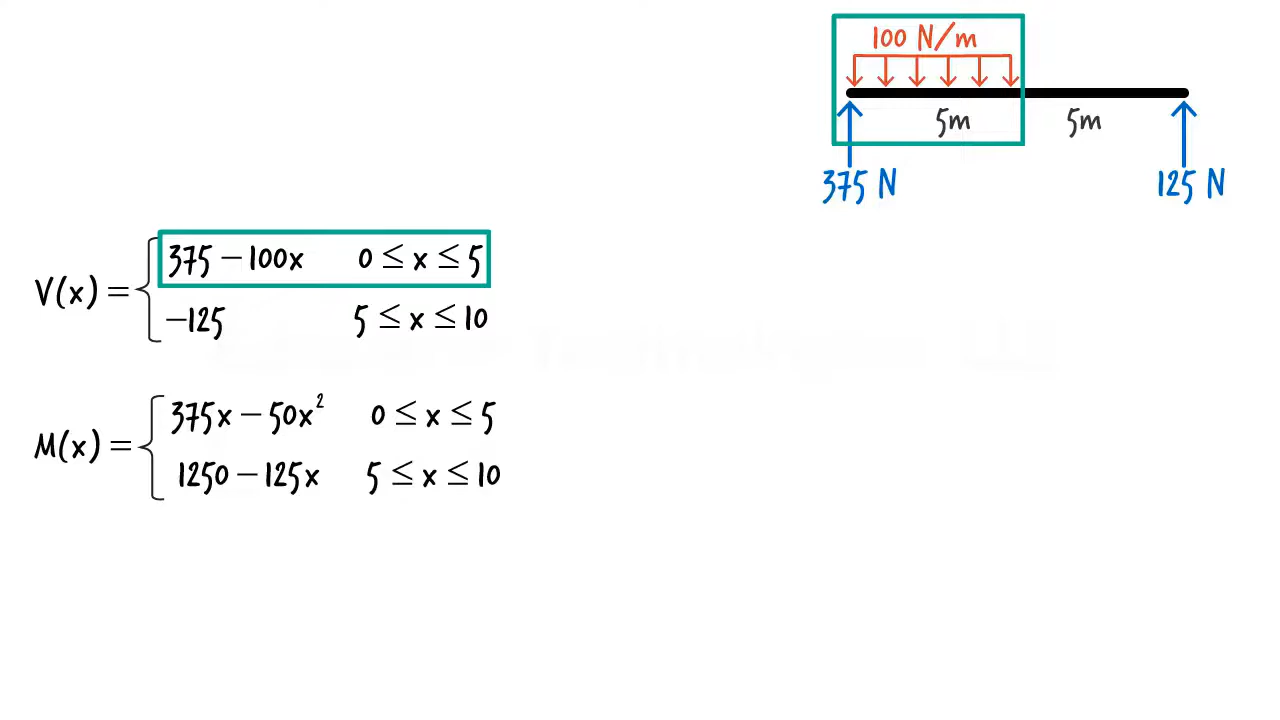 100 N/m
5m 5m
375 N 125 N
V(x) = { 375 − 100x 0 ≤ x ≤ 5
−125 5 ≤ x ≤ 10
M(x) = { 375x − 50x² 0 ≤ x ≤ 5
1250 − 125x 5 ≤ x ≤ 10